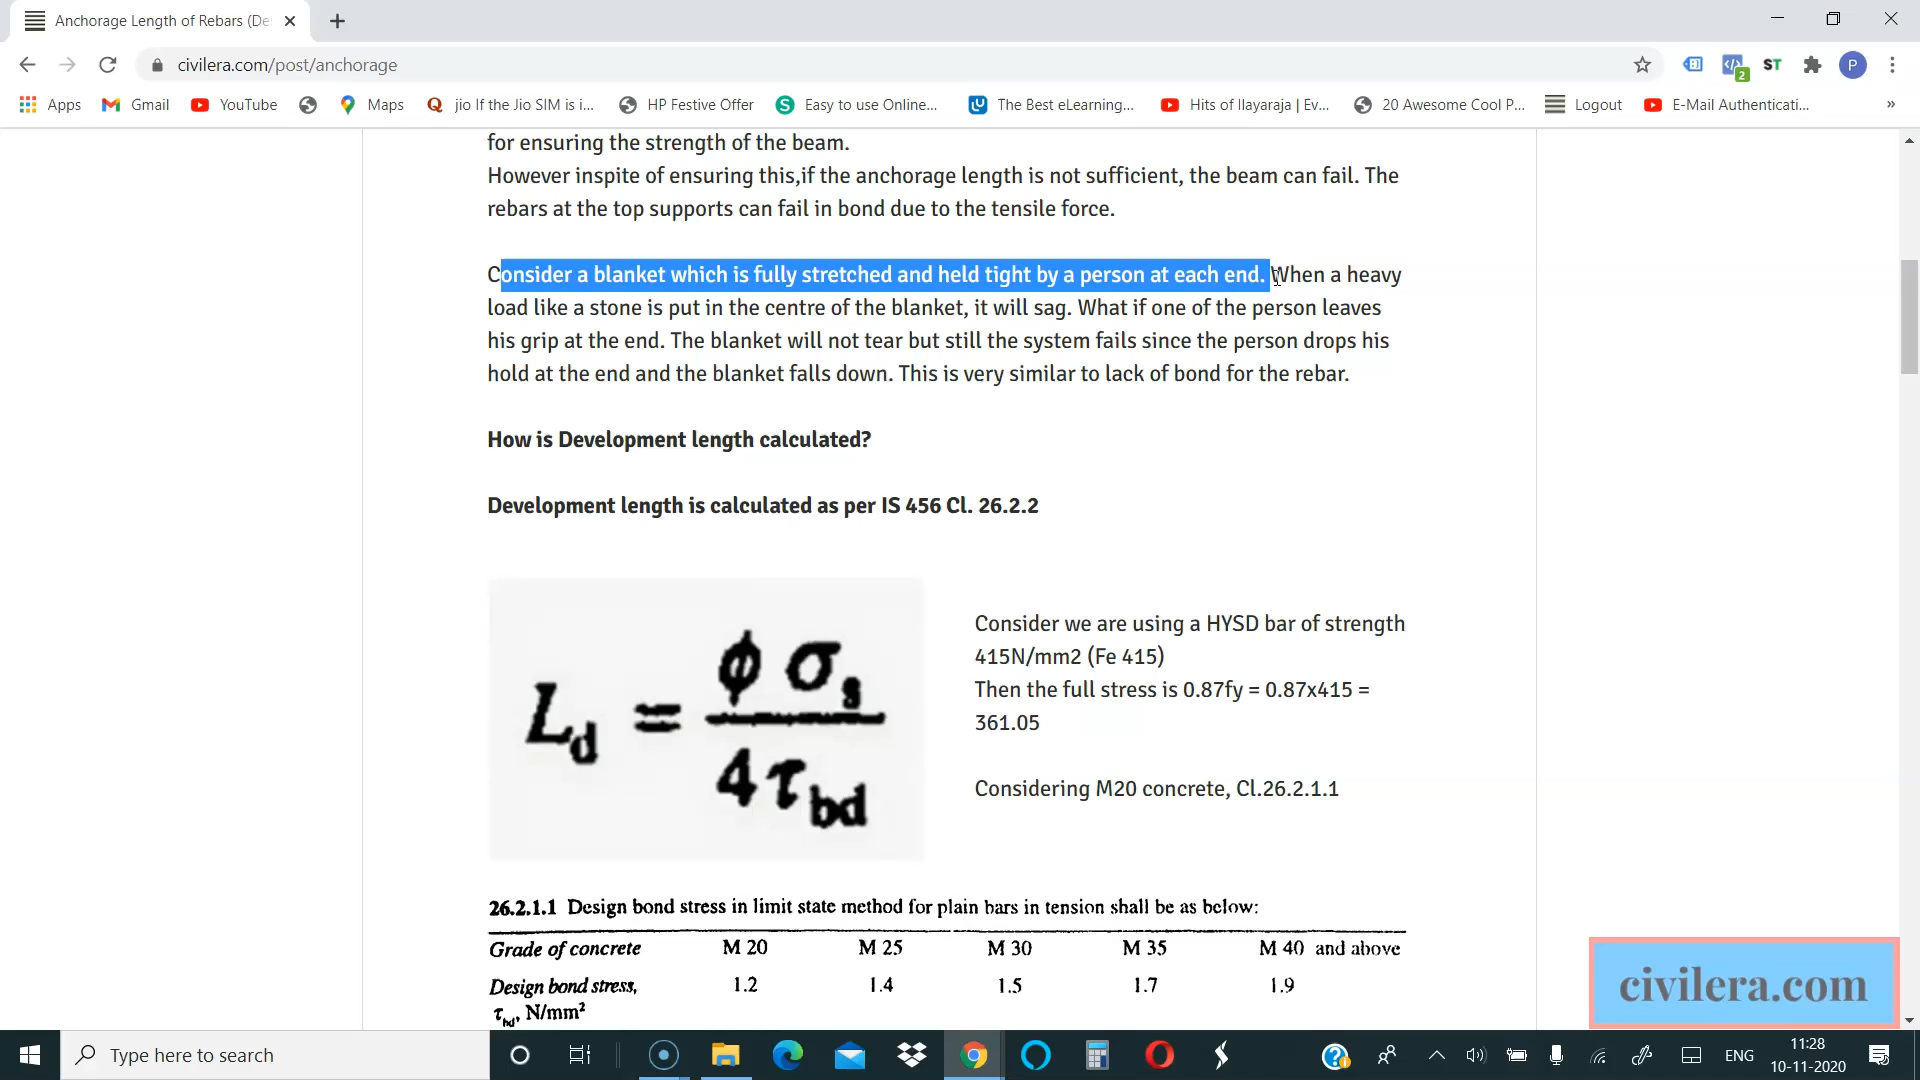 Anchorage Length of Rebars (De
civilera.com/post/anchorage
2
ST
P
Apps
Gmail
YouTube
Maps
jio If the Jio SIM is i...
HP Festive Offer
Easy to use Online...
The Best eLearning...
Hits of Ilayaraja | Ev...
20 Awesome Cool P...
Logout
E-Mail Authenticati...
»
for ensuring the strength of the beam.
However inspite of ensuring this,if the anchorage length is not sufficient, the beam can fail. The
rebars at the top supports can fail in bond due to the tensile force.
Consider a blanket which is fully stretched and held tight by a person at each end. When a heavy
load like a stone is put in the centre of the blanket, it will sag. What if one of the person leaves
his grip at the end. The blanket will not tear but still the system fails since the person drops his
hold at the end and the blanket falls down. This is very similar to lack of bond for the rebar.
How is Development length calculated?
Development length is calculated as per IS 456 Cl. 26.2.2
L_d = ϕ σ_s / 4 τ_bd
Consider we are using a HYSD bar of strength
415N/mm2 (Fe 415)
Then the full stress is 0.87fy = 0.87x415 =
361.05
Considering M20 concrete, Cl.26.2.1.1
26.2.1.1 Design bond stress in limit state method for plain bars in tension shall be as below:
Grade of concrete M 20 M 25 M 30 M 35 M 40 and above
Design bond stress, 1.2 1.4 1.5 1.7 1.9
τ_bd, N/mm²
civilera.com
Type here to search
ENG
11:28
10-11-2020